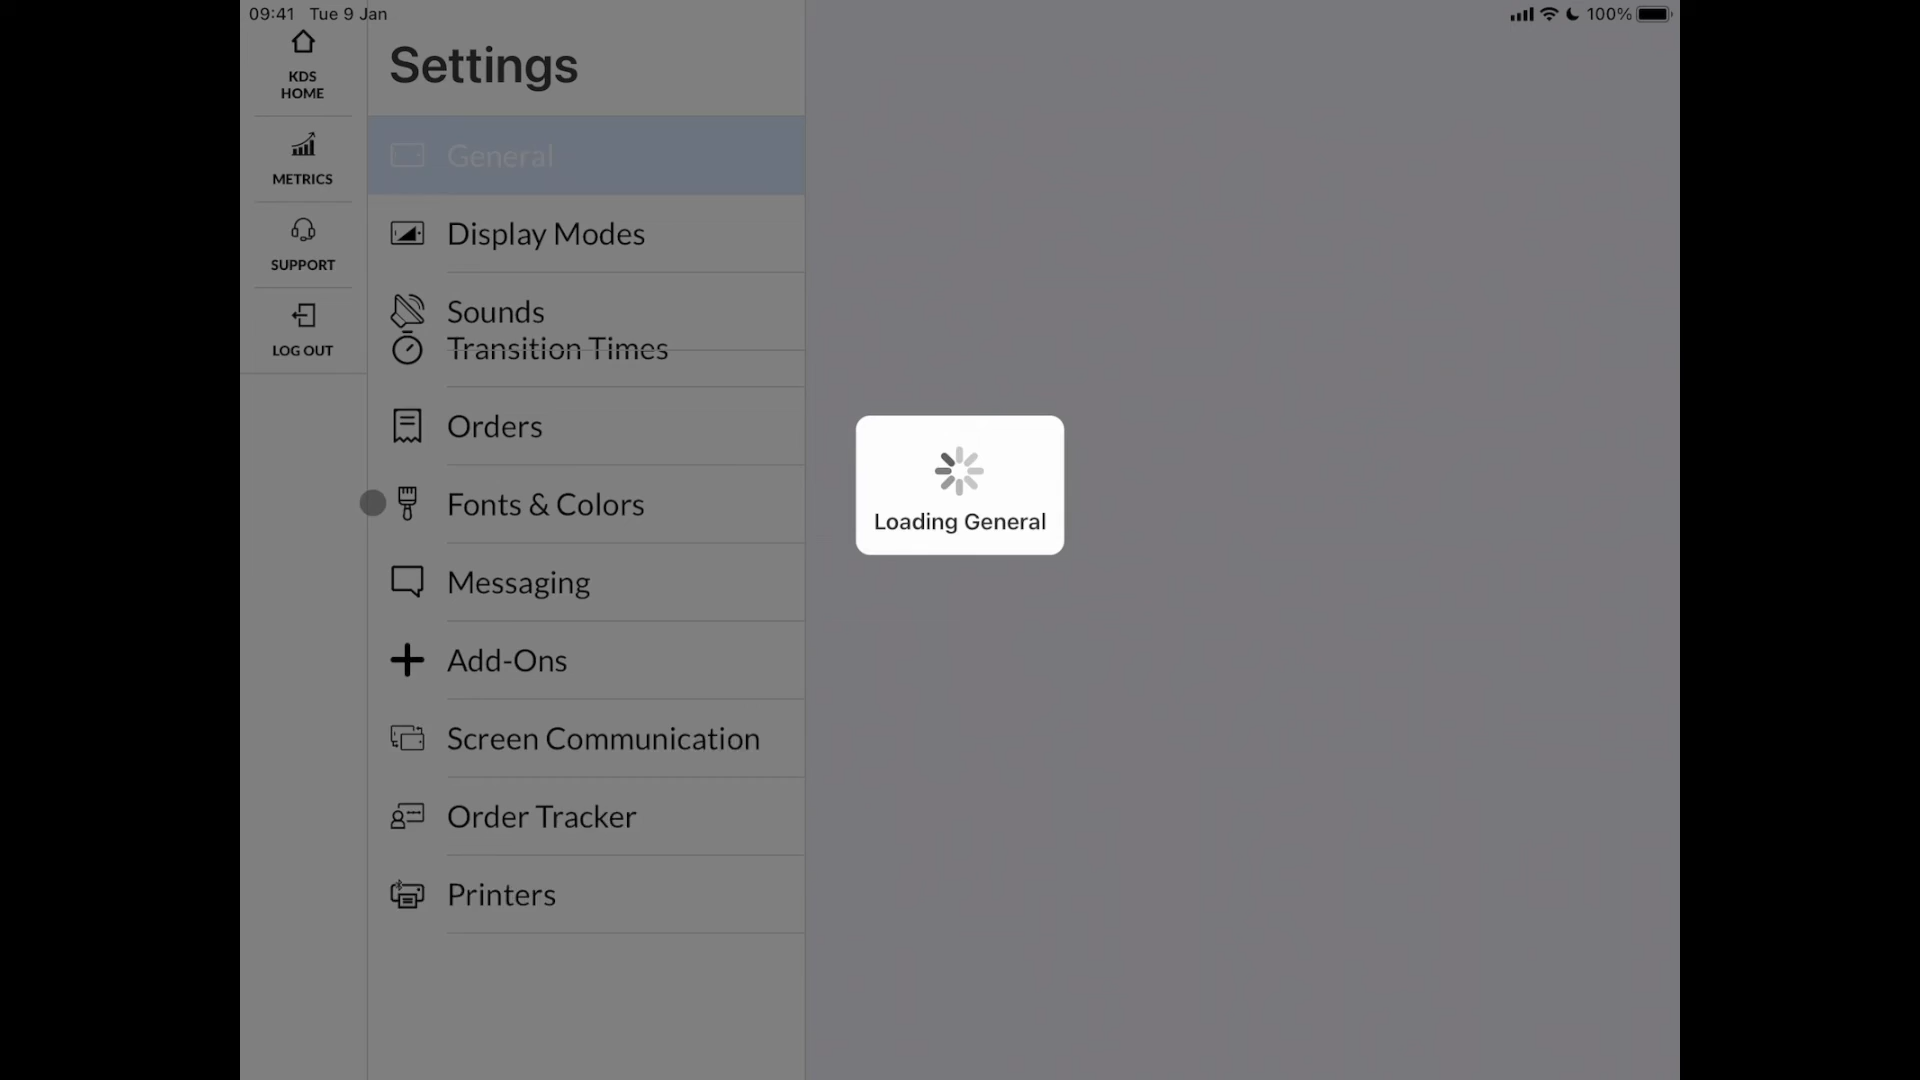 09:41 Tue 9 Jan
100%
KDS
HOME
METRICS
SUPPORT
LOG OUT
Settings
General
Display Modes
Sounds
Transition Times
Orders
Fonts & Colors
Messaging
Add-Ons
Screen Communication
Order Tracker
Printers
Loading General